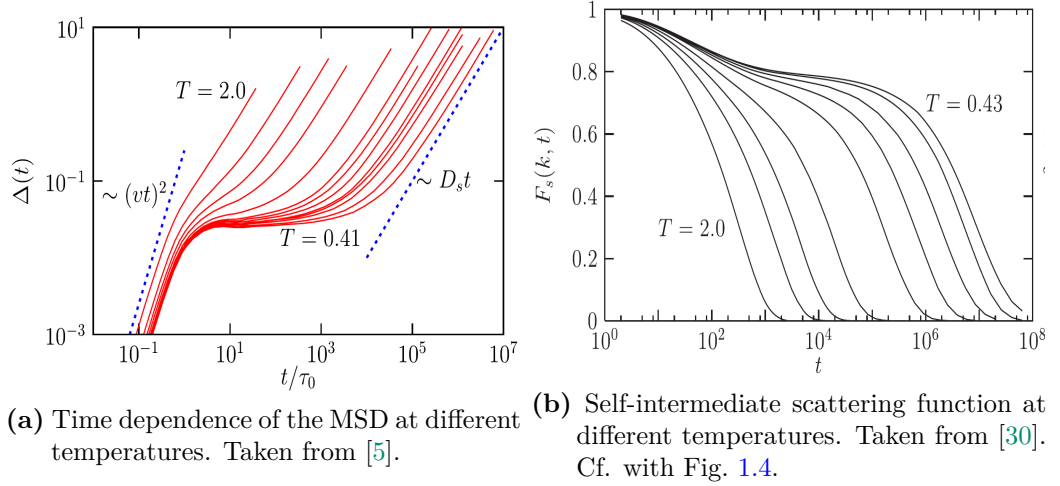 10^1
10^{-1}
10^{-3}
Δ(t)
T = 2.0
∼ (vt)^2
T = 0.41
∼ D_s t
10^{-1}
10^1
10^3
10^5
10^7
t/τ_0
(a) Time dependence of the MSD at different
temperatures. Taken from [5].
1
0.8
0.6
0.4
0.2
0
F_s(k, t)
T = 0.43
T = 2.0
10^0
10^2
10^4
10^6
10^8
t
(b) Self-intermediate scattering function at
different temperatures. Taken from [30].
Cf. with Fig. 1.4.